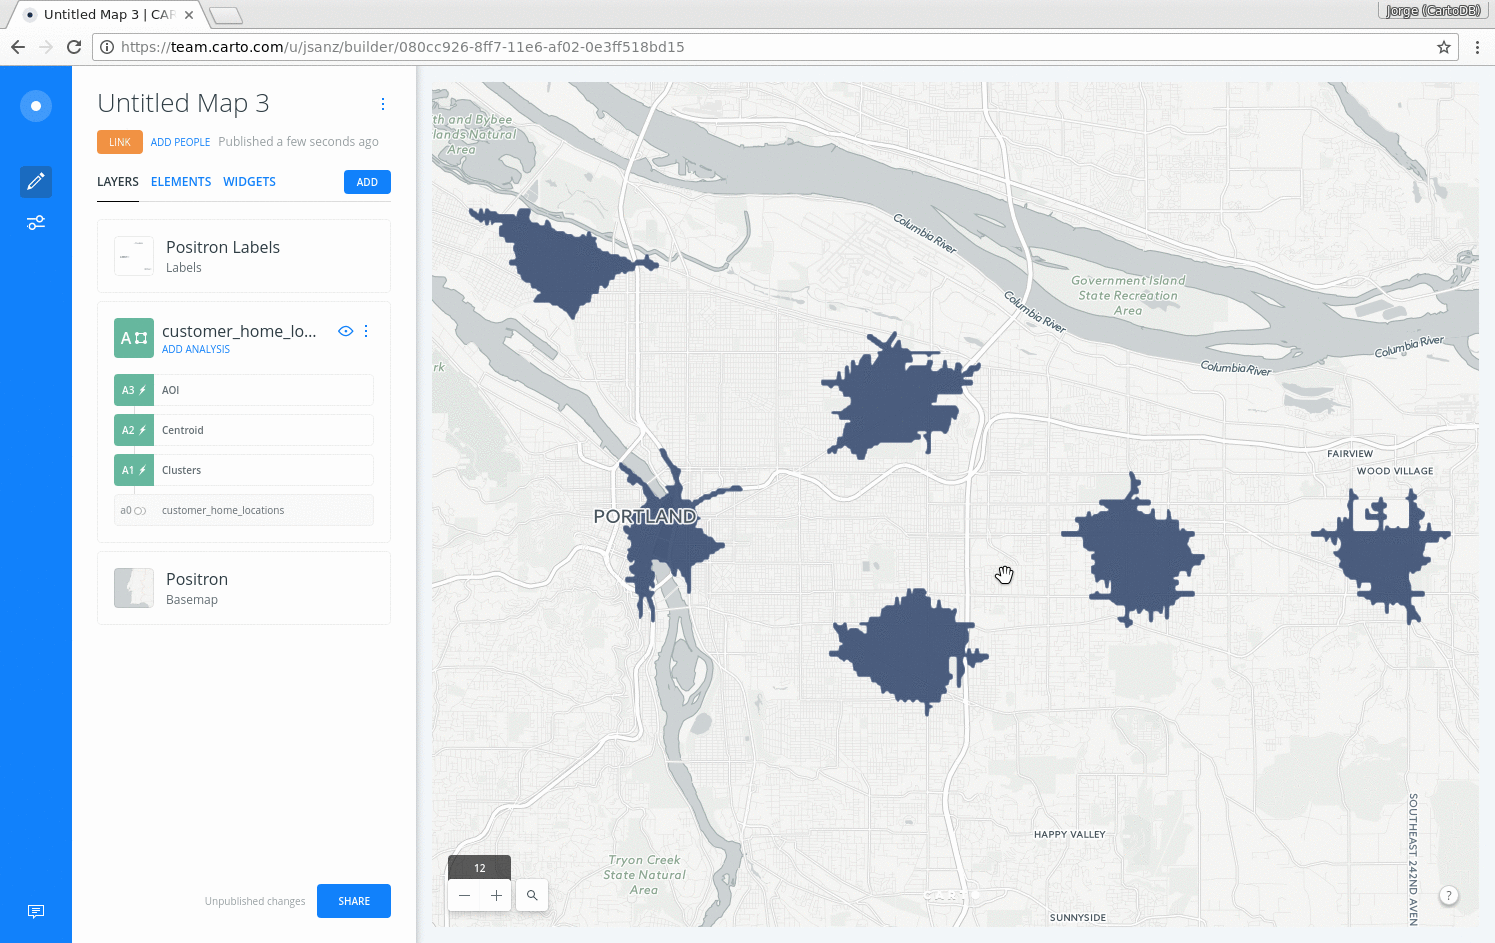 Untitled Map 3 | CAR
Jorge (CartoDB)
https://team.carto.com/u/jsanz/builder/080cc926-8ff7-11e6-af02-0e3ff518bd15
Untitled Map 3
LINK
ADD PEOPLE
Published a few seconds ago
LAYERS
ELEMENTS
WIDGETS
ADD
Positron Labels
Labels
A
customer_home_lo...
ADD ANALYSIS
A3
AOI
A2
Centroid
A1
Clusters
a0
customer_home_locations
Positron
Basemap
Unpublished changes
SHARE
th and Bybee
lands Natural
Area
Columbia River
Government Island
State Recreation
Area
Columbia River
Columbia River
Columbia River
rk
FAIRVIEW
WOOD VILLAGE
PORTLAND
HAPPY VALLEY
SOUTHEAST 242ND AVEN
Tryon Creek
State Natural
Area
SUNNYSIDE
12
CARTO
?